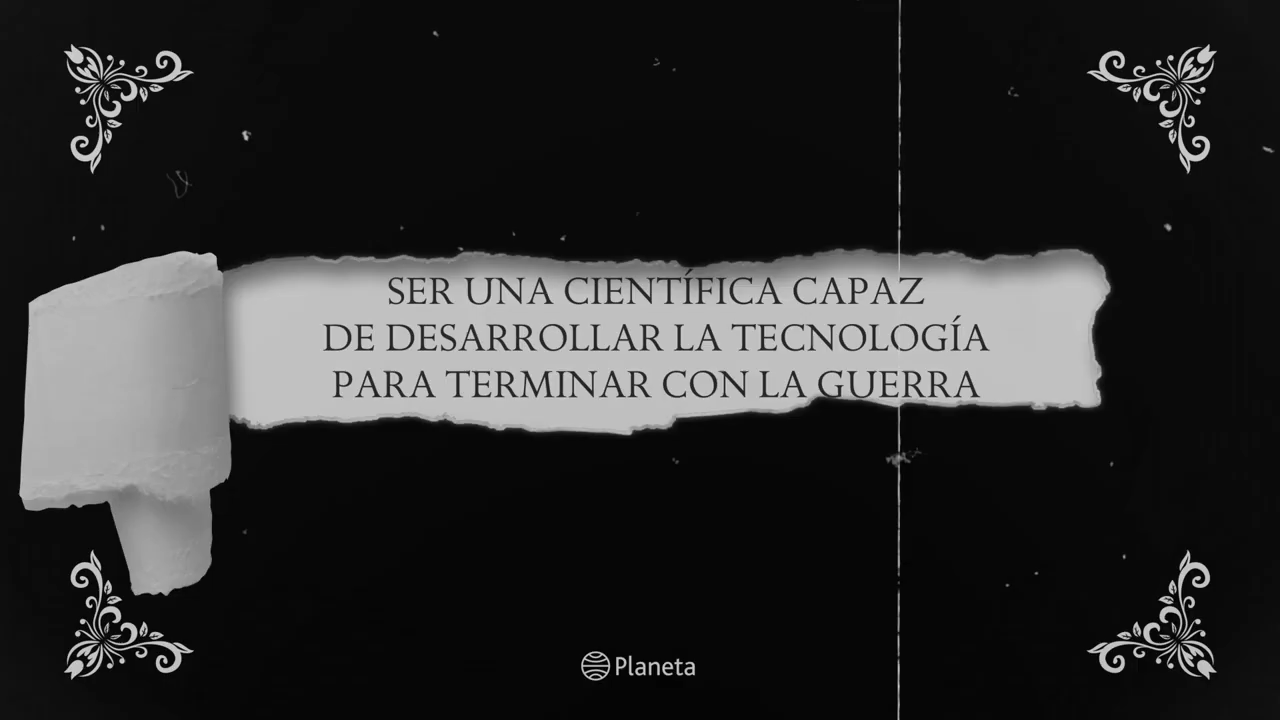 SER UNA CIENTÍFICA CAPAZ
DE DESARROLLAR LA TECNOLOGÍA
PARA TERMINAR CON LA GUERRA
Planeta